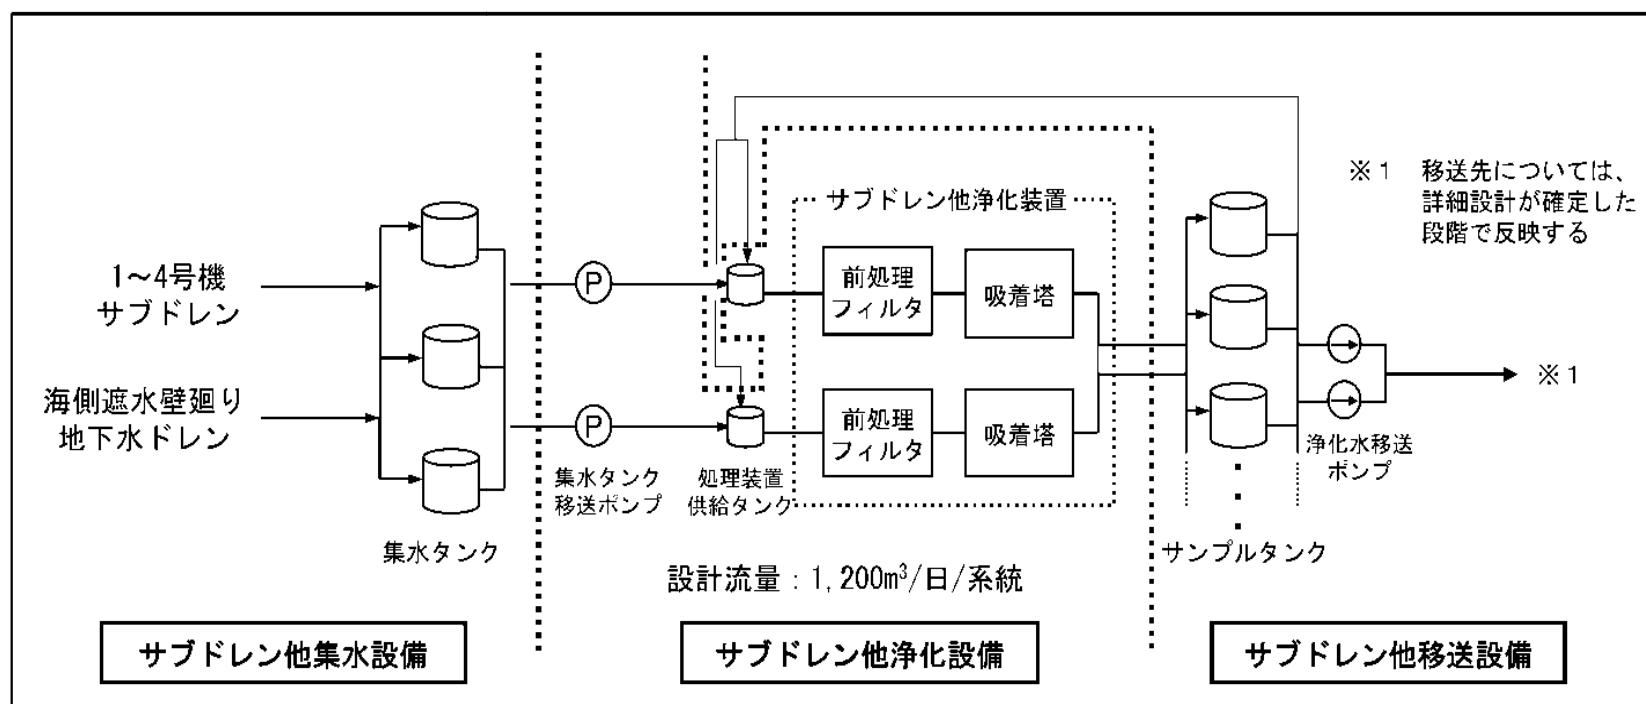 ※1 移送先については、
詳細設計が確定した
段階で反映する
サブドレン他浄化装置
1～4号機
サブドレン
前処理
フィルタ
吸着塔
P
※1
海側遮水壁廻り
地下水ドレン
P
前処理
フィルタ
吸着塔
浄化水移送
ポンプ
集水タンク
移送ポンプ
処理装置
供給タンク
集水タンク
サンプルタンク
設計流量：1,200m³/日/系統
サブドレン他集水設備
サブドレン他浄化設備
サブドレン他移送設備